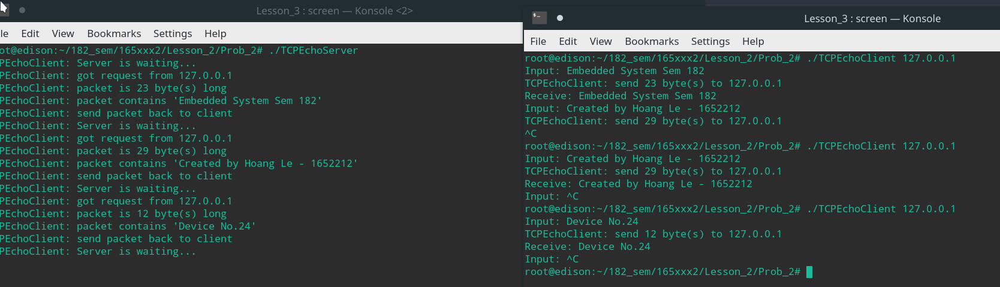 Lesson_3 : screen — Konsole <2>
le Edit View Bookmarks Settings Help
ot@edison:~/182_sem/165xxx2/Lesson_2/Prob_2# ./TCPEchoServer
PEchoClient: Server is waiting...
PEchoClient: got request from 127.0.0.1
PEchoClient: packet is 23 byte(s) long
PEchoClient: packet contains 'Embedded System Sem 182'
PEchoClient: send packet back to client
PEchoClient: Server is waiting...
PEchoClient: got request from 127.0.0.1
PEchoClient: packet is 29 byte(s) long
PEchoClient: packet contains 'Created by Hoang Le - 1652212'
PEchoClient: send packet back to client
PEchoClient: Server is waiting...
PEchoClient: got request from 127.0.0.1
PEchoClient: packet is 12 byte(s) long
PEchoClient: packet contains 'Device No.24'
PEchoClient: send packet back to client
PEchoClient: Server is waiting...
Lesson_3 : screen — Konsole
File Edit View Bookmarks Settings Help
root@edison:~/182_sem/165xxx2/Lesson_2/Prob_2# ./TCPEchoClient 127.0.0.1
Input: Embedded System Sem 182
TCPEchoClient: send 23 byte(s) to 127.0.0.1
Receive: Embedded System Sem 182
Input: Created by Hoang Le - 1652212
TCPEchoClient: send 29 byte(s) to 127.0.0.1
^C
root@edison:~/182_sem/165xxx2/Lesson_2/Prob_2# ./TCPEchoClient 127.0.0.1
Input: Created by Hoang Le - 1652212
TCPEchoClient: send 29 byte(s) to 127.0.0.1
Receive: Created by Hoang Le - 1652212
Input: ^C
root@edison:~/182_sem/165xxx2/Lesson_2/Prob_2# ./TCPEchoClient 127.0.0.1
Input: Device No.24
TCPEchoClient: send 12 byte(s) to 127.0.0.1
Receive: Device No.24
Input: ^C
root@edison:~/182_sem/165xxx2/Lesson_2/Prob_2#